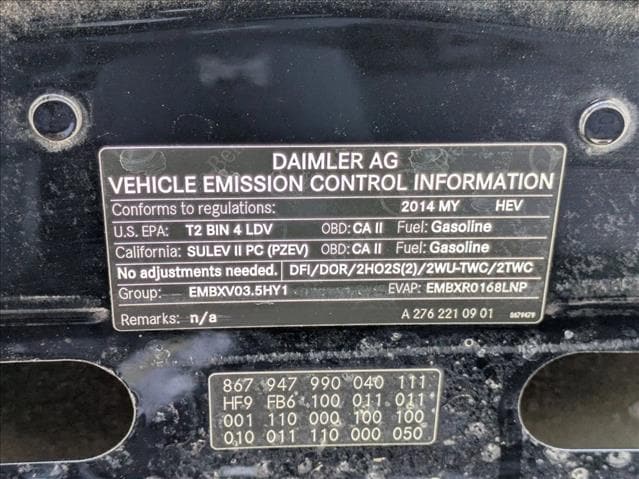 DAIMLER AG
VEHICLE EMISSION CONTROL INFORMATION
Conforms to regulations: 2014 MY HEV
U.S. EPA: T2 BIN 4 LDV OBD: CA II Fuel: Gasoline
California: SULEV II PC (PZEV) OBD: CA II Fuel: Gasoline
No adjustments needed. DFI/DOR/2HO2S(2)/2WU-TWC/2TWC
Group: EMBXV03.5HY1 EVAP: EMBXR0168LNP
Remarks: n/a A 276 221 09 01
867 947 990 040 111
HF9 FB6 100 011 011
001 110 000 100 100
010 011 110 000 050